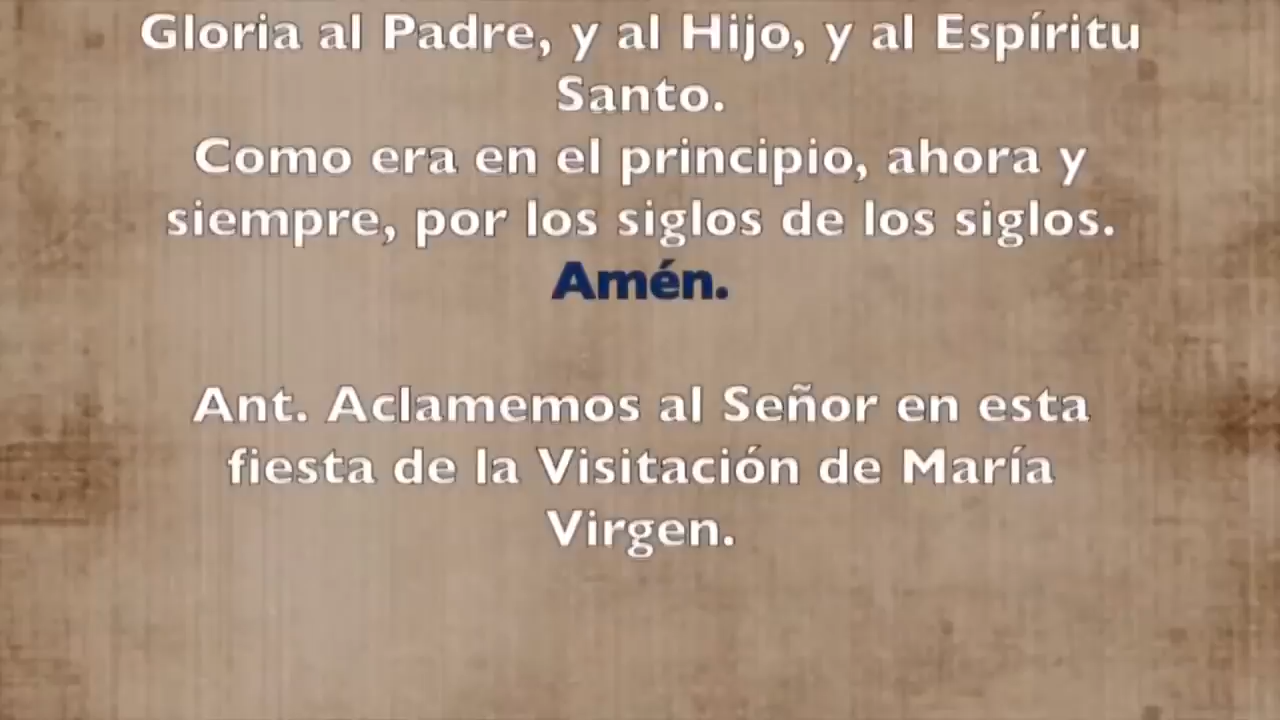 Gloria al Padre, y al Hijo, y al Espíritu
Santo.
Como era en el principio, ahora y
siempre, por los siglos de los siglos.
Amén.
Ant. Aclamemos al Señor en esta
fiesta de la Visitación de María
Virgen.